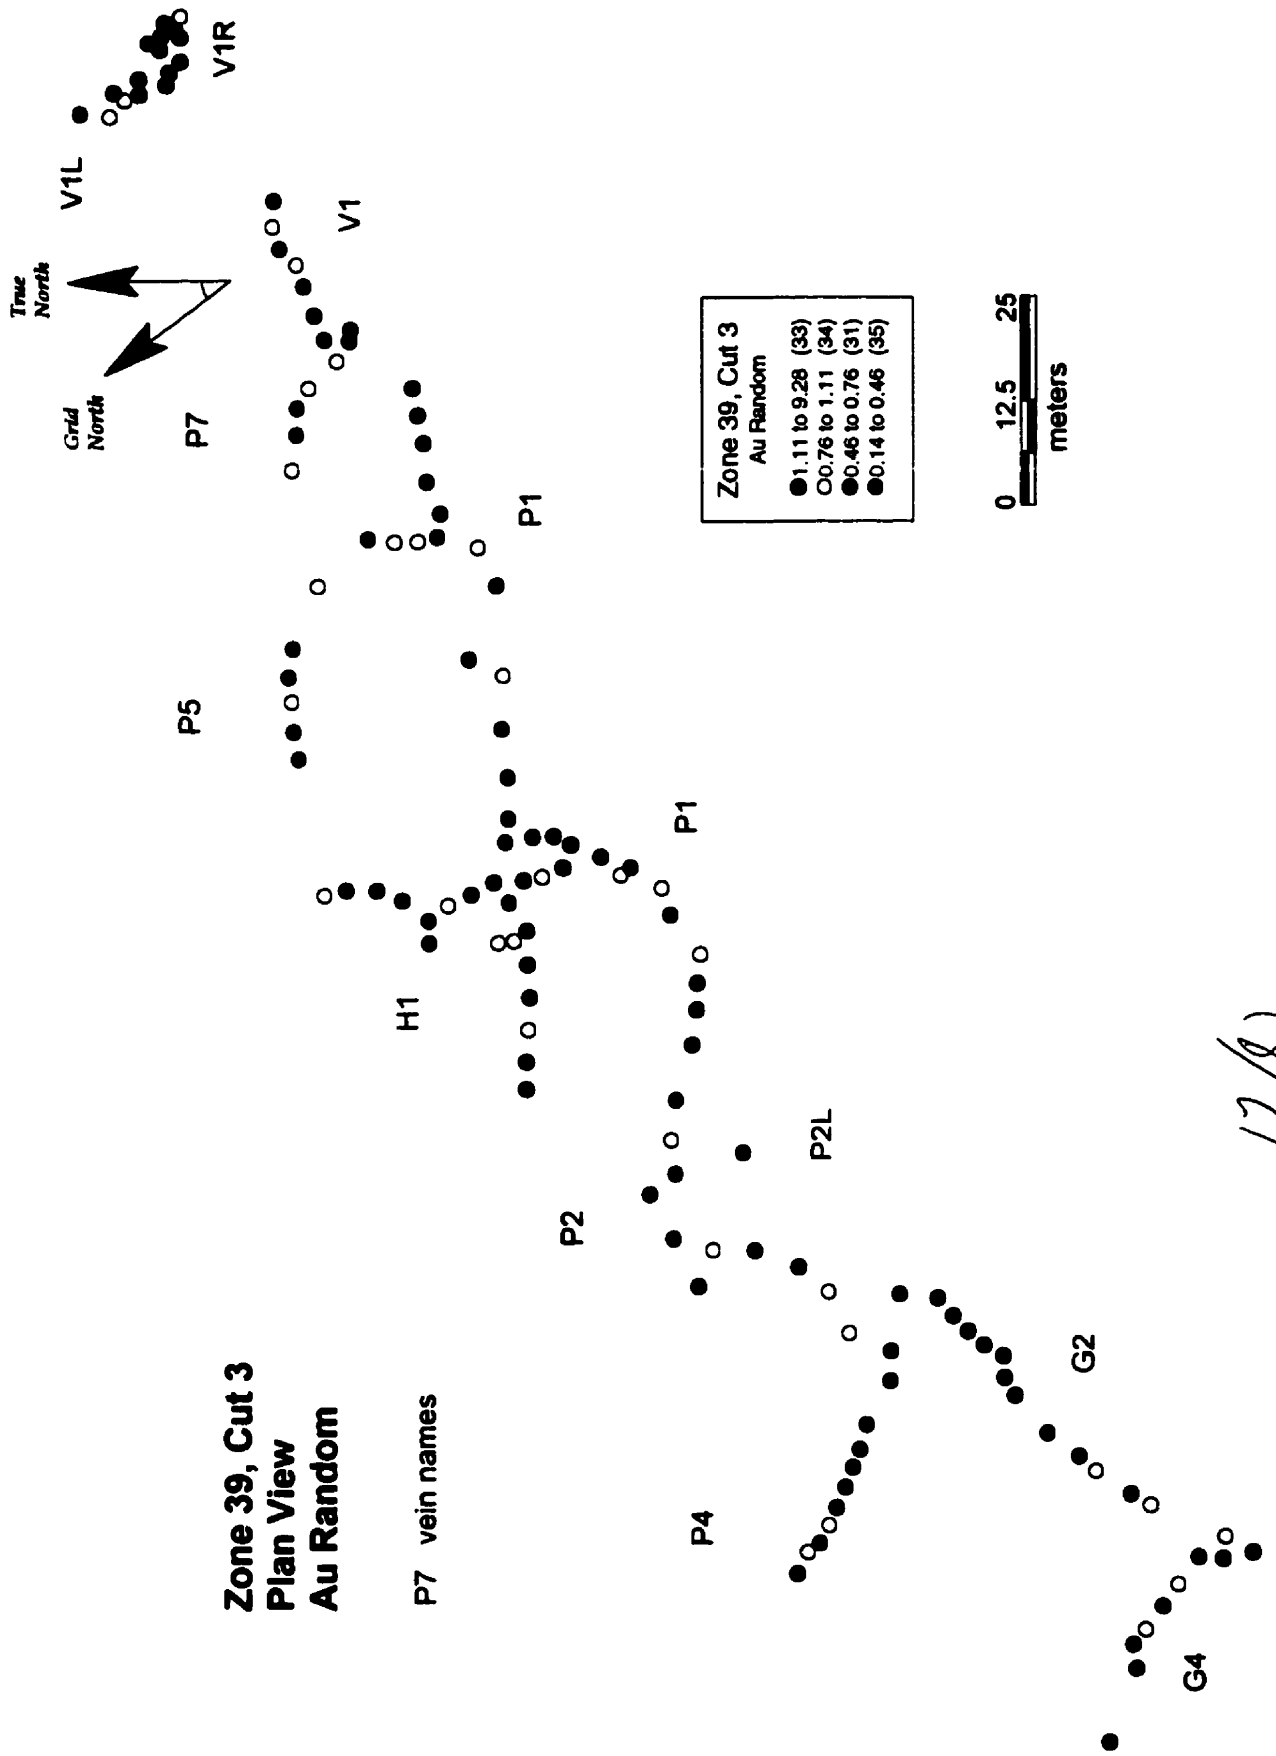 Zone 39, Cut 3
Plan View
Au Random
P7 vein names
Grid
North
True
North
V1L
V1R
V1
P7
P5
P1
H1
P1
P2
P2L
P4
G2
G4
Zone 39, Cut 3
Au Random
●1.11 to 9.28 (33)
○0.76 to 1.11 (34)
●0.46 to 0.76 (31)
●0.14 to 0.46 (35)
0 12.5 25
meters